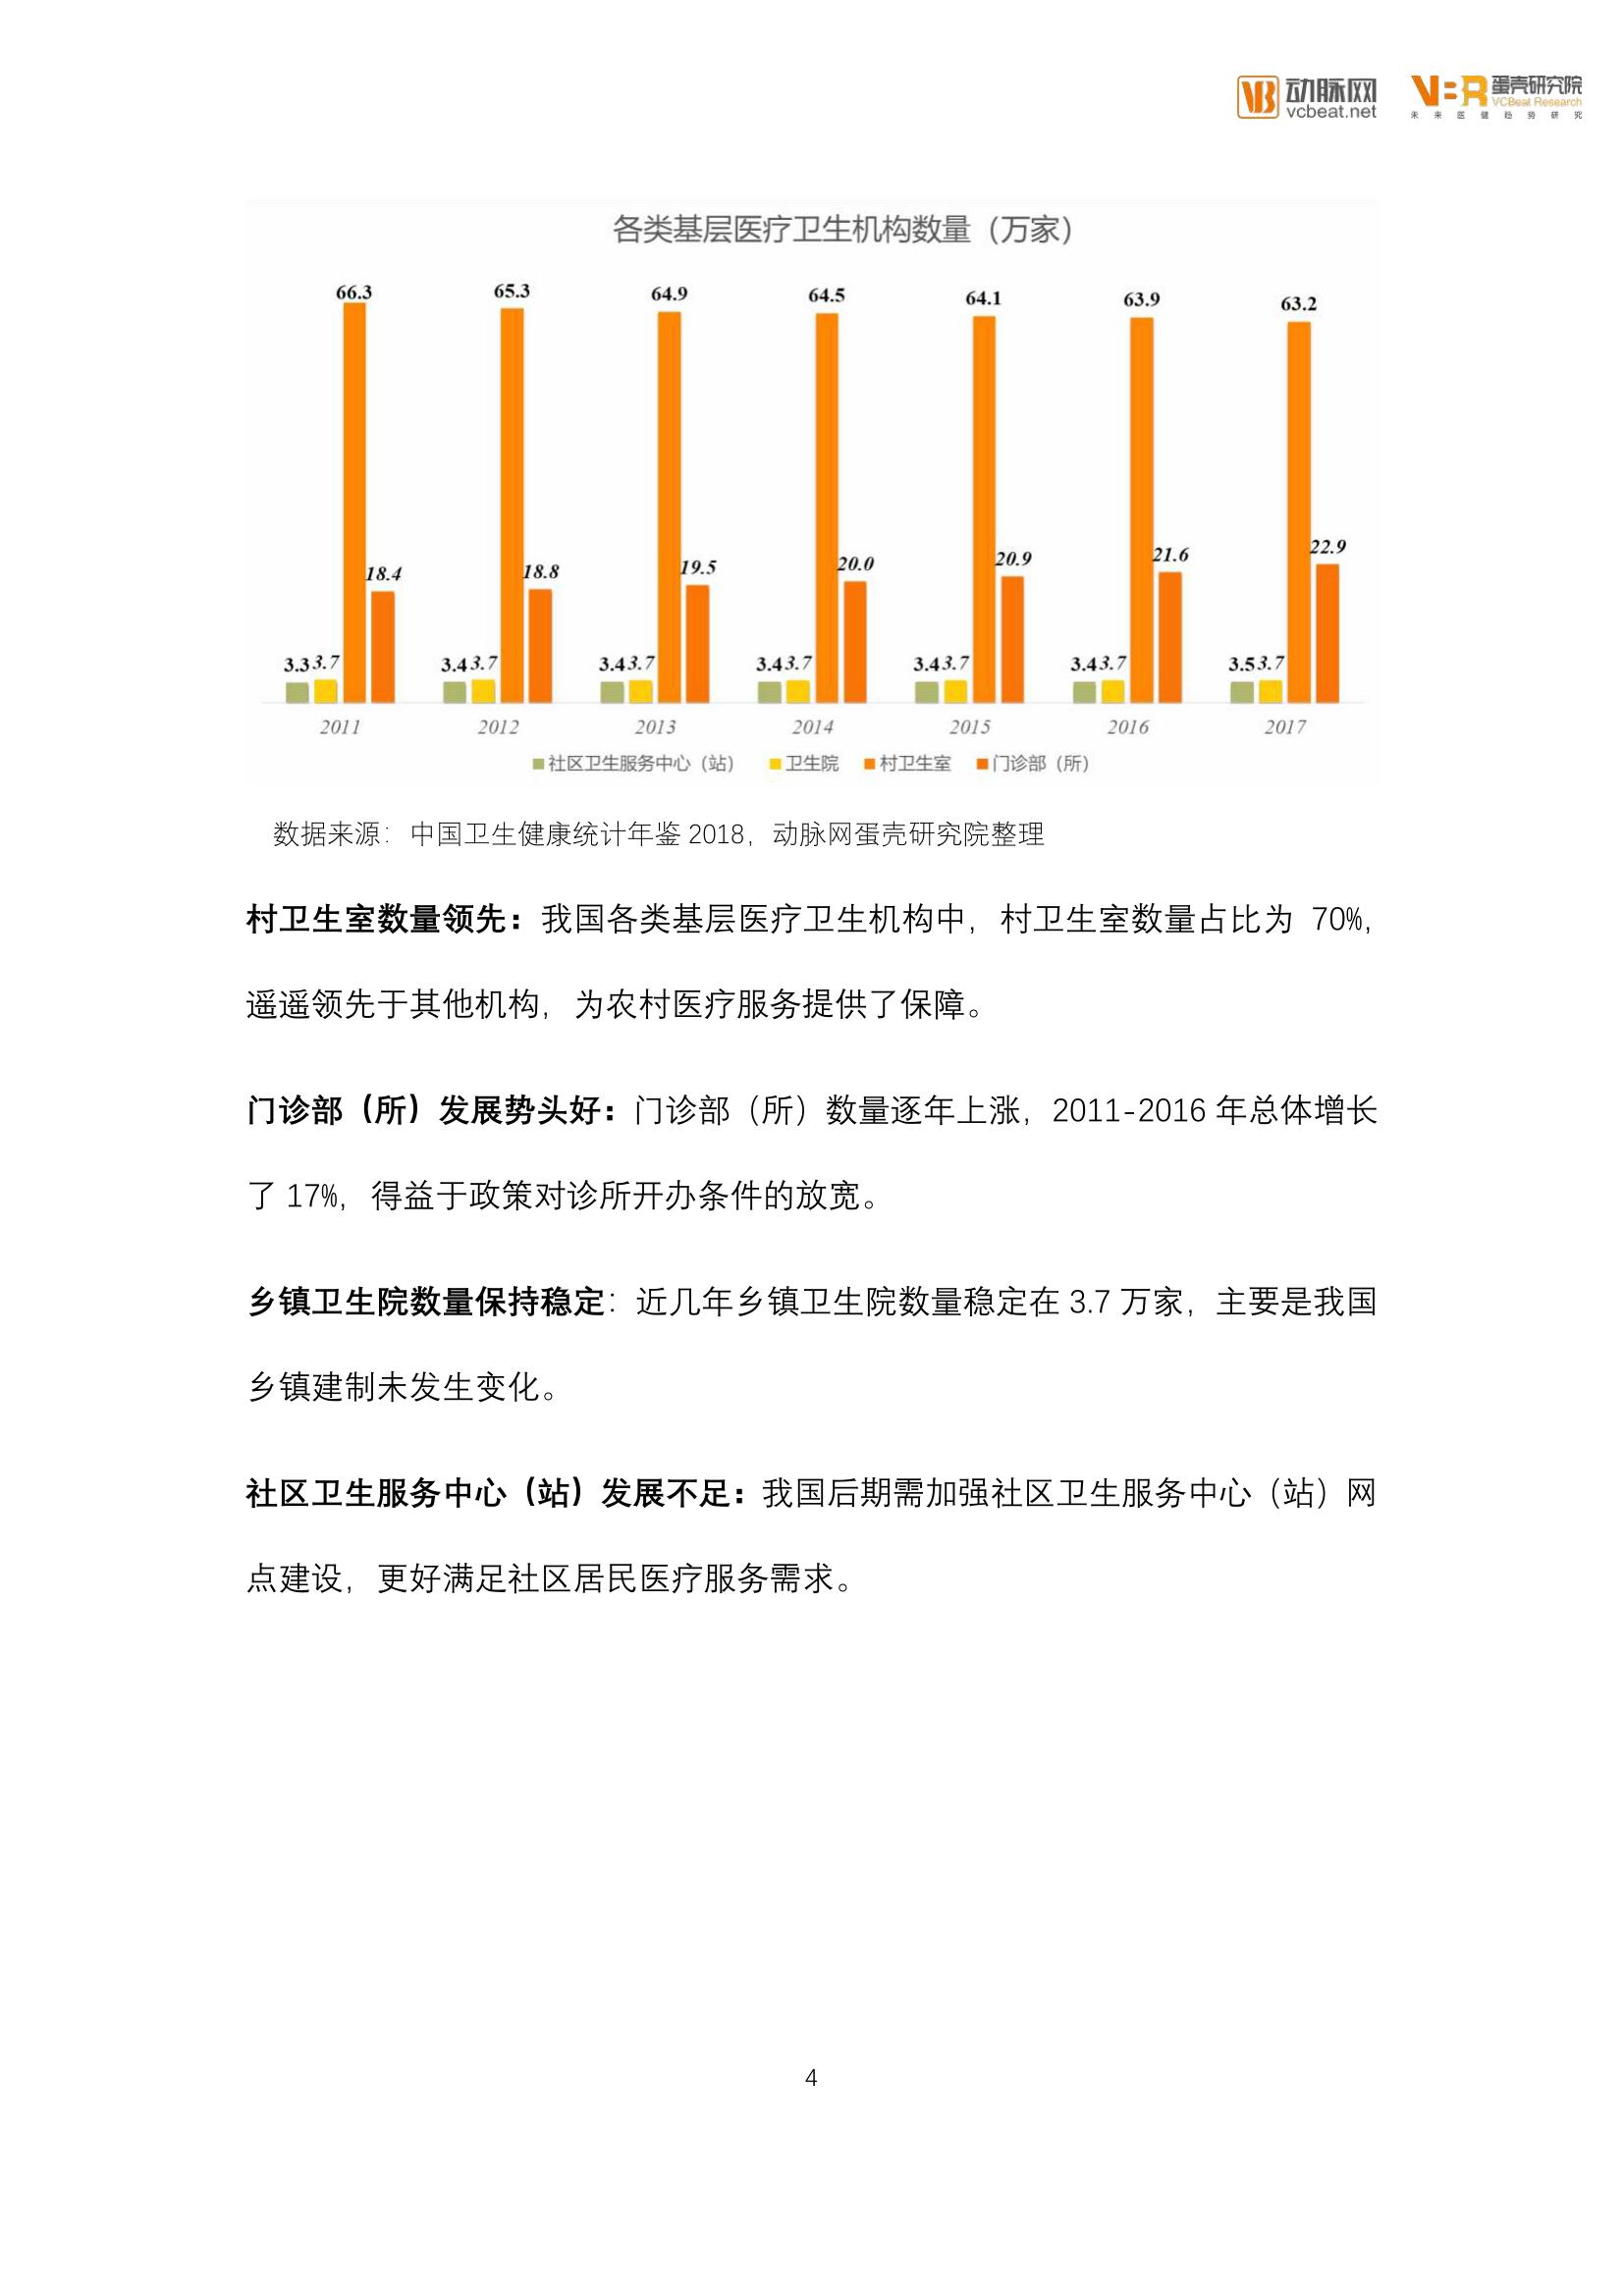 动脉网
vcbeat.net
VBR 蛋壳研究院
VCBeat Research
未来医健趋势研究
各类基层医疗卫生机构数量（万家）
66.3 65.3 64.9 64.5 64.1 63.9 63.2
18.4 18.8 19.5 20.0 20.9 21.6 22.9
3.3 3.7 3.4 3.7 3.4 3.7 3.4 3.7 3.4 3.7 3.4 3.7 3.5 3.7
2011 2012 2013 2014 2015 2016 2017
社区卫生服务中心（站） 卫生院 村卫生室 门诊部（所）
数据来源：中国卫生健康统计年鉴 2018，动脉网蛋壳研究院整理
村卫生室数量领先：我国各类基层医疗卫生机构中，村卫生室数量占比为 70%，
遥遥领先于其他机构，为农村医疗服务提供了保障。
门诊部（所）发展势头好：门诊部（所）数量逐年上涨，2011-2016 年总体增长
了 17%，得益于政策对诊所开办条件的放宽。
乡镇卫生院数量保持稳定：近几年乡镇卫生院数量稳定在 3.7 万家，主要是我国
乡镇建制未发生变化。
社区卫生服务中心（站）发展不足：我国后期需加强社区卫生服务中心（站）网
点建设，更好满足社区居民医疗服务需求。
4